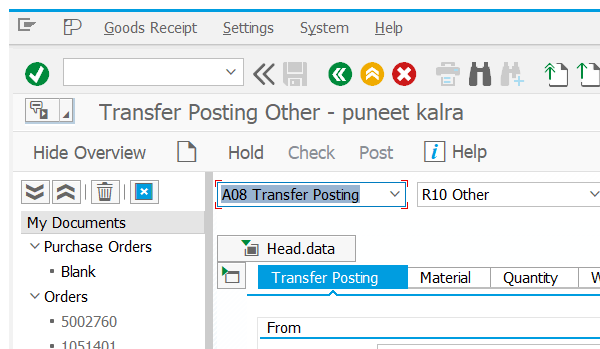 Goods Receipt Settings System Help
Transfer Posting Other - puneet kalra
Hide Overview Hold Check Post i Help
A08 Transfer Posting R10 Other
My Documents
Head.data
Purchase Orders
Transfer Posting Material Quantity W
Blank
Orders
5002760
From
1051401